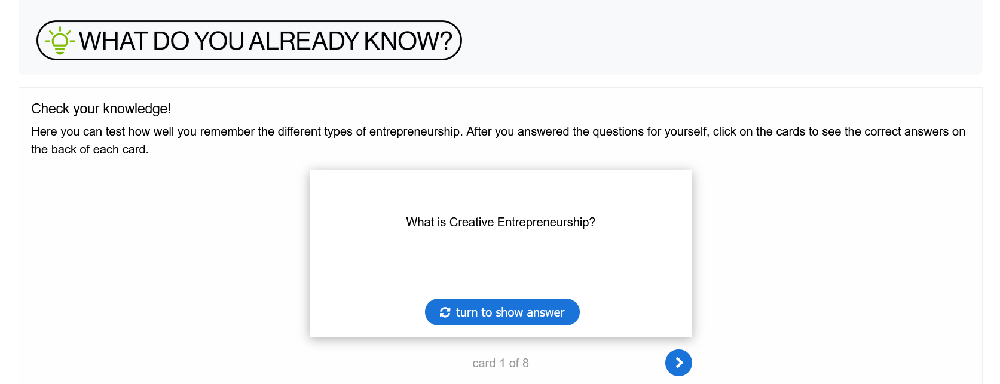 WHAT DO YOU ALREADY KNOW?
Check your knowledge!
Here you can test how well you remember the different types of entrepreneurship. After you answered the questions for yourself, click on the cards to see the correct answers on
the back of each card.
What is Creative Entrepreneurship?
turn to show answer
card 1 of 8